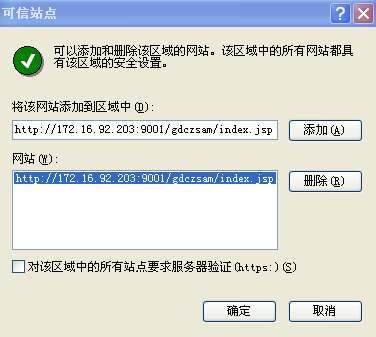 可信站点
可以添加和删除该区域的网站。该区域中的所有网站都具
有该区域的安全设置。
将该网站添加到区域中(D):
http://172.16.92.203:9001/gdczsam/index.jsp
添加(A)
网站(W):
http://172.16.92.203:9001/gdczsam/index.jsp
删除(R)
对该区域中的所有站点要求服务器验证(https:)(S)
确定
取消